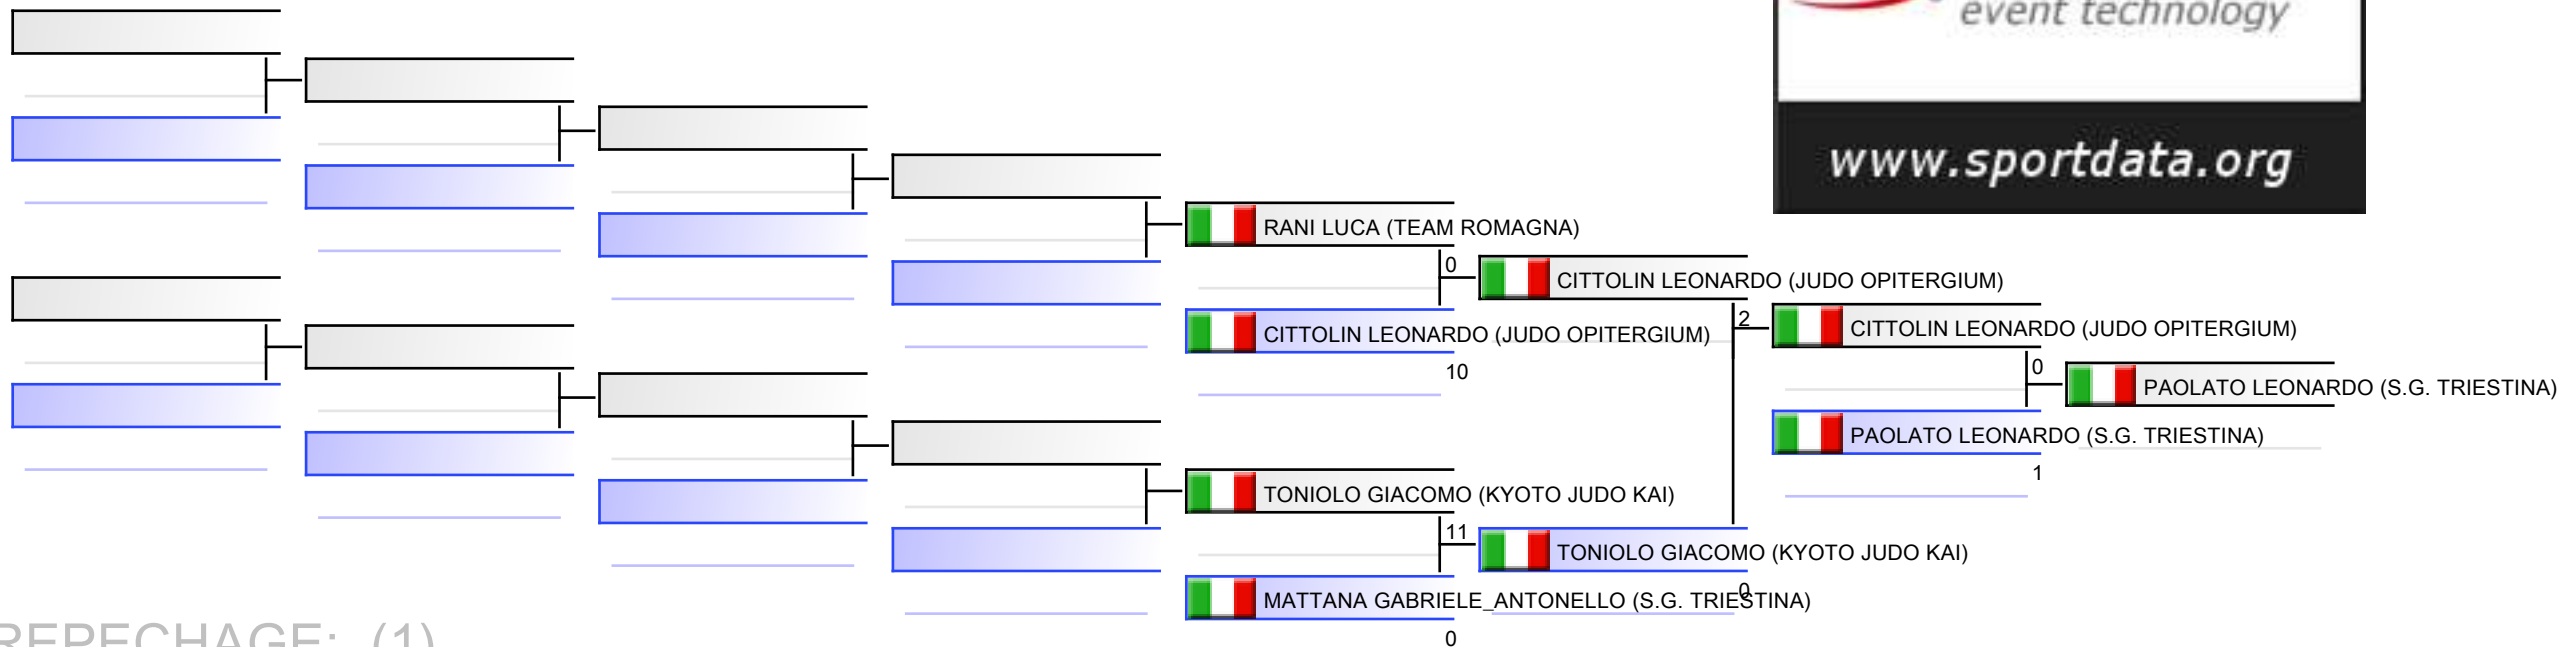 event technology
www.sportdata.org
RANI LUCA (TEAM ROMAGNA)
0
CITTOLIN LEONARDO (JUDO OPITERGIUM)
CITTOLIN LEONARDO (JUDO OPITERGIUM)
10
2
CITTOLIN LEONARDO (JUDO OPITERGIUM)
0
PAOLATO LEONARDO (S.G. TRIESTINA)
PAOLATO LEONARDO (S.G. TRIESTINA)
1
TONIOLO GIACOMO (KYOTO JUDO KAI)
11
TONIOLO GIACOMO (KYOTO JUDO KAI)
0
MATTANA GABRIELE_ANTONELLO (S.G. TRIESTINA)
0
REPECHAGE: (1)